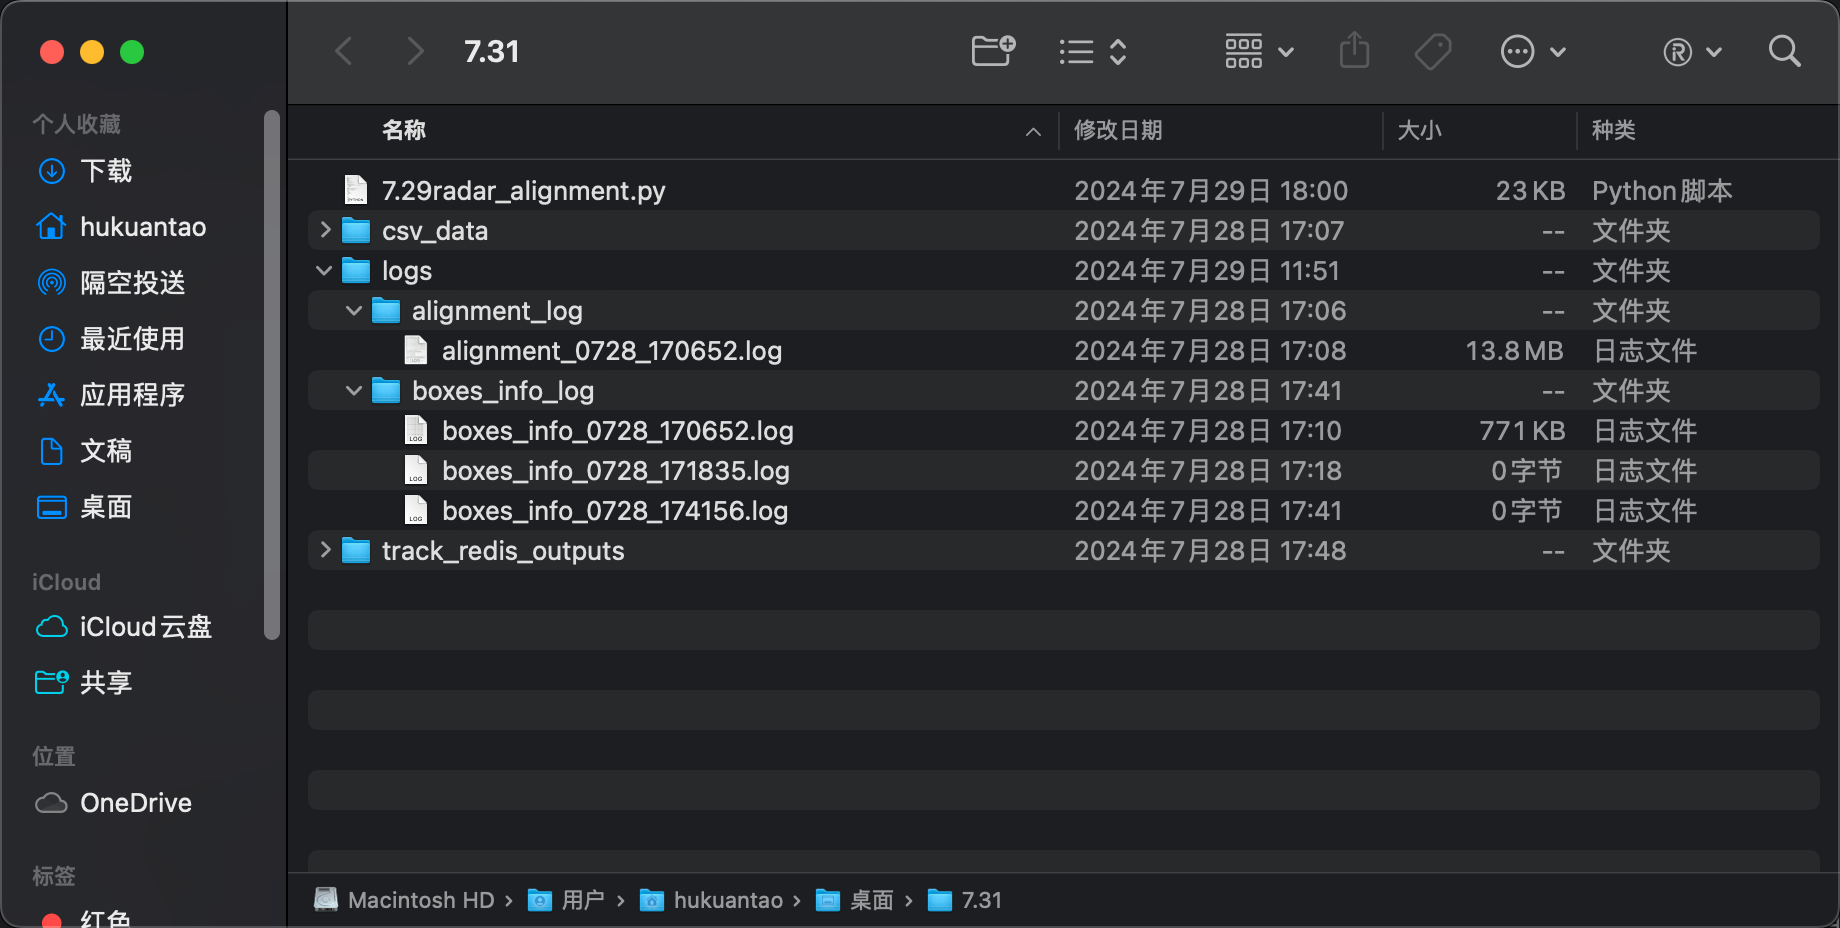 7.31
个人收藏
下载
hukuantao
隔空投送
最近使用
应用程序
文稿
桌面
iCloud
iCloud云盘
共享
位置
OneDrive
标签
红色
名称 修改日期 大小 种类
7.29radar_alignment.py 2024年7月29日 18:00 23 KB Python脚本
csv_data 2024年7月28日 17:07 -- 文件夹
logs 2024年7月29日 11:51 -- 文件夹
alignment_log 2024年7月28日 17:06 -- 文件夹
alignment_0728_170652.log 2024年7月28日 17:08 13.8 MB 日志文件
boxes_info_log 2024年7月28日 17:41 -- 文件夹
boxes_info_0728_170652.log 2024年7月28日 17:10 771 KB 日志文件
boxes_info_0728_171835.log 2024年7月28日 17:18 0字节 日志文件
boxes_info_0728_174156.log 2024年7月28日 17:41 0字节 日志文件
track_redis_outputs 2024年7月28日 17:48 -- 文件夹
Macintosh HD › 用户 › hukuantao › 桌面 › 7.31